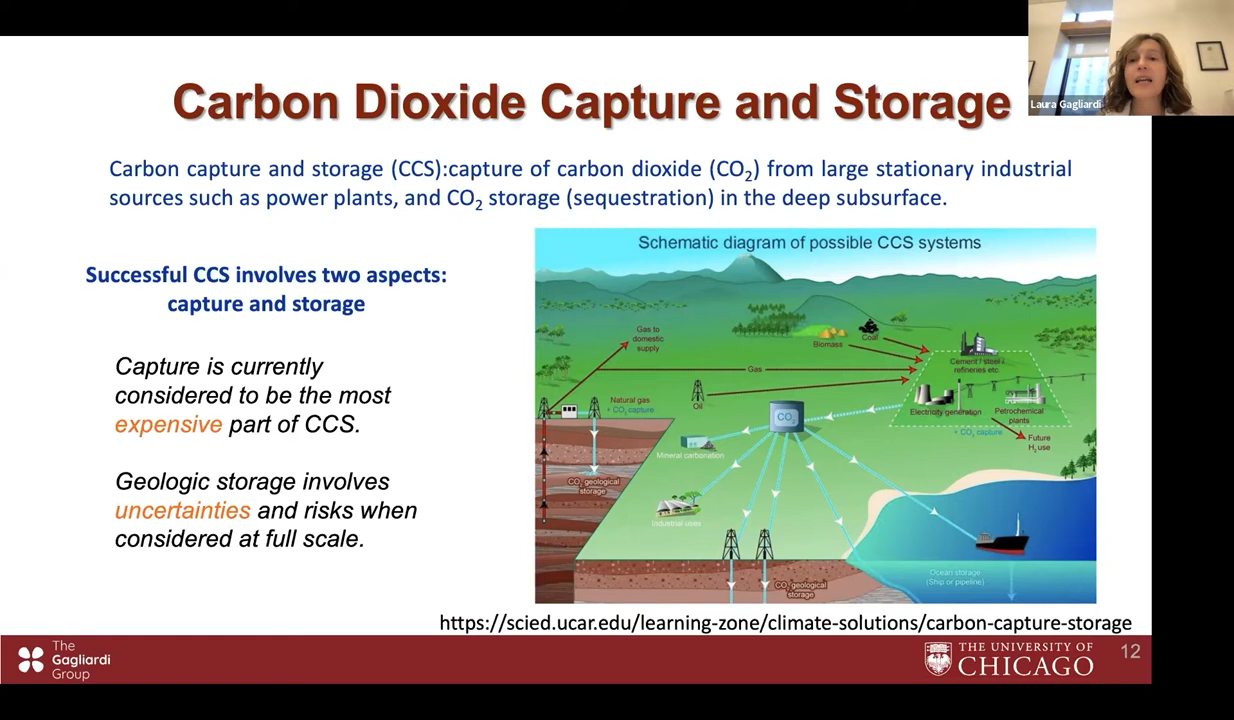 Carbon Dioxide Capture and Storage
Laura Gagliardi
Carbon capture and storage (CCS):capture of carbon dioxide (CO₂) from large stationary industrial
sources such as power plants, and CO₂ storage (sequestration) in the deep subsurface.
Successful CCS involves two aspects:
capture and storage
Capture is currently
considered to be the most
expensive part of CCS.
Geologic storage involves
uncertainties and risks when
considered at full scale.
Schematic diagram of possible CCS systems
Gas to
domestic
supply
Biomass
Coal
Cement / steel /
refineries etc.
Gas
Oil
Natural gas
+ CO₂ capture
Electricity generation
Petrochemical
plants
+ CO₂ capture
Future
H₂ use
CO₂
Mineral carbonation
CO₂ geological
storage
Industrial uses
Ocean storage
(Ship or pipeline)
CO₂ geological
storage
https://scied.ucar.edu/learning-zone/climate-solutions/carbon-capture-storage
The
Gagliardi
Group
THE UNIVERSITY OF
CHICAGO
12